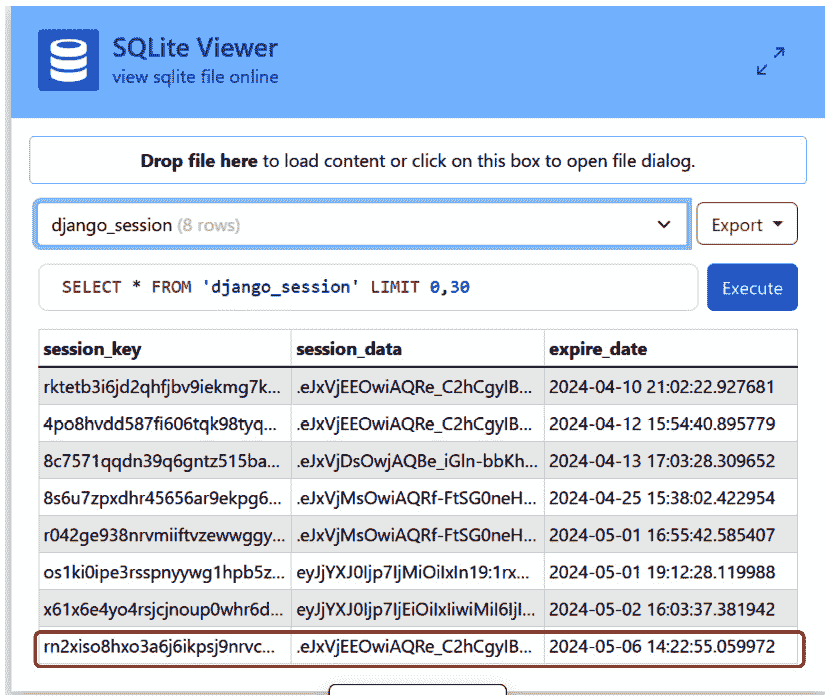 SQLite Viewer
view sqlite file online
Drop file here to load content or click on this box to open file dialog.
django_session (8 rows)
Export
SELECT * FROM 'django_session' LIMIT 0,30
Execute
session_key session_data expire_date
rktetb3i6jd2qhfjbv9iekmg7k... .eJxVjEEOwiAQRe_C2hCgyIB... 2024-04-10 21:02:22.927681
4po8hvdd587fi606tqk98tyq... .eJxVjEEOwiAQRe_C2hCgyIB... 2024-04-12 15:54:40.895779
8c7571qqdn39q6gntz515ba... .eJxVjDsOwjAQBe_iGln-bbKh... 2024-04-13 17:03:28.309652
8s6u7zpxdhr45656ar9ekpg6... .eJxVjMsOwiAQRf-FtSG0neH... 2024-04-25 15:38:02.422954
r042ge938nrvmiiftvzewwggy... .eJxVjMsOwiAQRf-FtSG0neH... 2024-05-01 16:55:42.585407
os1ki0ipe3rsspnyywg1hpb5z... eyJjYXJ0Ijp7IjMiOiIxIn19:1rx... 2024-05-01 19:12:28.119988
x61x6e4yo4rsjcjnoup0whr6d... eyJjYXJ0Ijp7IjEiOiIxIiwiMiI6IjI... 2024-05-02 16:03:37.381942
rn2xiso8hxo3a6j6ikpsj9nrvc... .eJxVjEEOwiAQRe_C2hCgyIB... 2024-05-06 14:22:55.059972